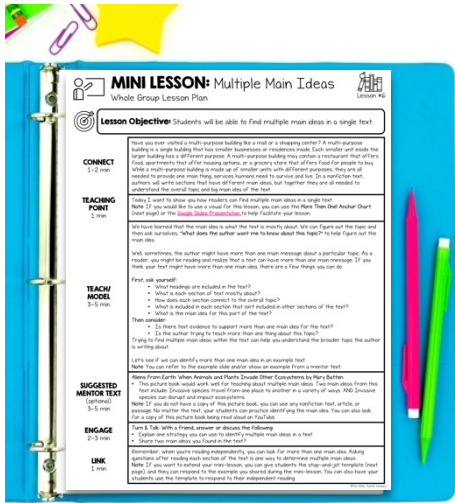 MINI LESSON: Multiple Main Ideas
Whole Group Lesson Plan
Lesson #6
Lesson Objective: Students will be able to find multiple main ideas in a single text.
CONNECT
1-2 min
Have you ever visited a multi-purpose building like a mall or a shopping center? A multi-purpose
building is a single building that has smaller businesses or residences inside. Each smaller unit inside the
larger building has a different purpose. A multi-purpose building may contain a restaurant that offers
food, apartments that offer housing options, or a grocery store that offers food for people to buy.
While a multi-purpose building is made up of smaller units with different purposes, they are all
needed to provide one main thing, services humans need to survive and live. In a nonfiction text,
authors will write sections that have different main ideas, but together they are all needed to
understand the overall topic and big main idea of the text.
TEACHING
POINT
1 min
Today I want to show you how readers can find multiple main ideas in a single text.
Note: If you would like to use a visual for this lesson, you can use the More Then One! Anchor Chart
(next page) or the Google Slides Presentation to help facilitate your lesson.
TEACH/
MODEL
3-5 min
We have learned that the main idea is what the text is mostly about. We can figure out the topic and
then ask ourselves, "What does the author want me to know about this topic?" to help figure out the
main idea.
Well, sometimes, the author might have more than one main message about a particular topic. As a
reader, you might be reading and realize that a text can have more than one main message. If you
think your text might have more than one main idea, there are a few things you can do.
First, ask yourself:
• What headings are included in the text?
• What is each section of text mostly about?
• How does each section connect to the overall topic?
• What is included in each section that isn't included in other sections of the text?
• What is the main idea for this part?
Then consider:
• Is there text evidence to support more than one main idea for the text?
• Is the author trying to teach more than one thing about this topic?
Trying to find multiple main ideas within the text can help you understand the broader topic the author
is writing about.
Let's see if we can identify more than one main idea in an example text.
Note: You can refer to the example slide and/or show an example from a mentor text.
SUGGESTED
MENTOR TEXT
(optional)
3-5 min
Aliens From Earth: When Animals and Plants Invade Other Ecosystems by Mary Batten
• This picture book would work well for teaching about multiple main ideas. Two main ideas from this
text include: Invasive species travel from one place to another in a variety of ways. AND Invasive
species can disrupt and impact ecosystems.
Note: If you do not have a copy of this picture book, you can use any nonfiction text, article, or
passage. No matter the text, your students can practice identifying the main ideas. You can also look
for a copy of this picture book being read aloud on YouTube.
ENGAGE
2-3 min
Turn & Talk: With a friend, answer or discuss the following:
• Explain one strategy you can use to identify multiple main ideas in a text.
• Share two main ideas you found in the text?
LINK
1 min
Remember, when you're reading independently, you can look for more than one main idea. Asking
questions after reading each section of the text is one way to determine multiple main ideas.
Note: If you want to extend your mini-lesson, you can give students the stop-and-jot template (next
page), and they can respond to the example you shared during the mini-lesson. You can also have your
students use the template to respond to their independent reading.